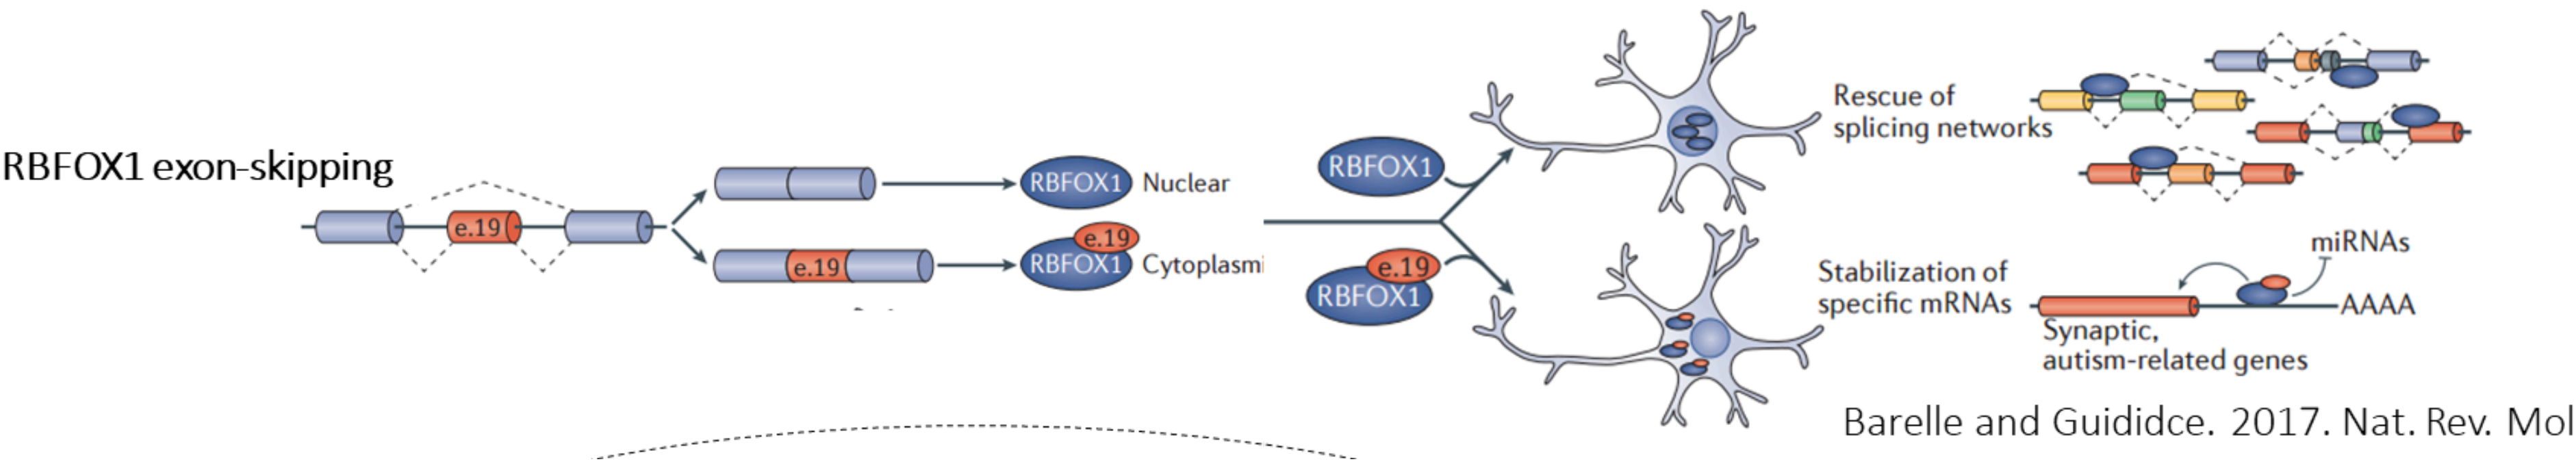 RBFOX1 exon-skipping
e.19
RBFOX1 Nuclear
e.19
e.19
RBFOX1 Cytoplasmi
RBFOX1
e.19
RBFOX1
Rescue of
splicing networks
Stabilization of
specific mRNAs
miRNAs
AAAA
Synaptic,
autism-related genes
Barelle and Guididce. 2017. Nat. Rev. Mol